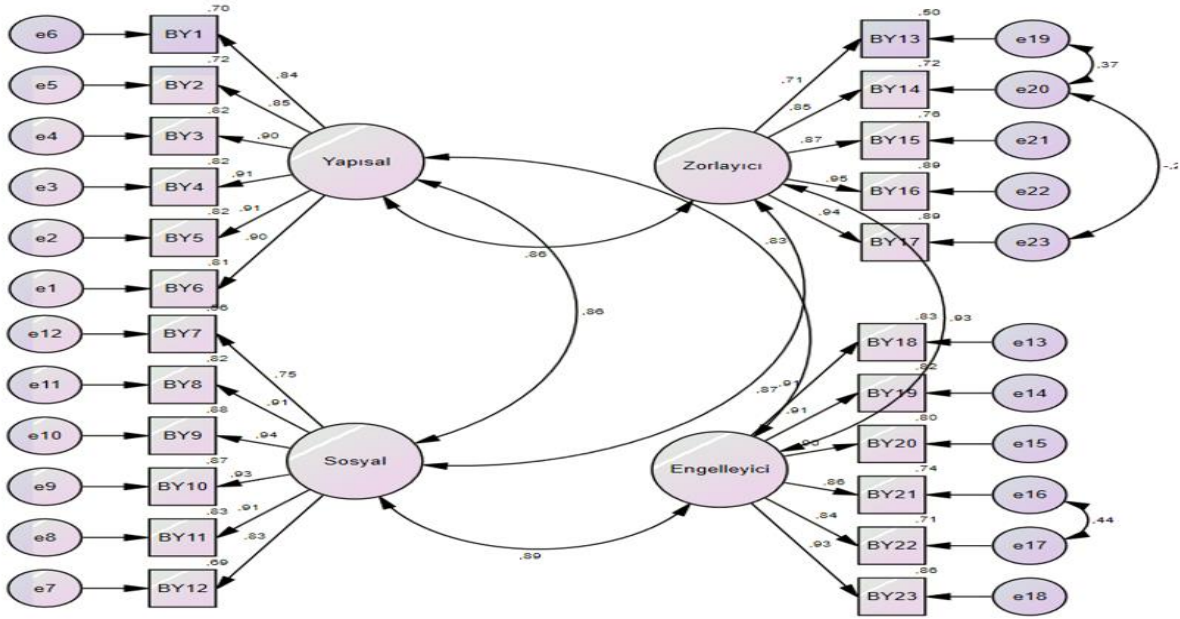 .70
e6 BY1
.84
.72
e5 BY2
.85
.82
e4 BY3
.90
.82
e3 BY4
.91
.82
e2 BY5
.91
.81
e1 BY6
.90
Yapısal
e12 BY7
.75
.82
e11 BY8
.91
.88
e10 BY9
.94
.87
e9 BY10
.93
.83
e8 BY11
.91
.69
e7 BY12
.83
Sosyal
.50
BY13 e19
.71
.37
.72
BY14 e20
.85
.76
BY15 e21
.87
.89
BY16 e22
.95
.89
BY17 e23
.94
Zorlayıcı
.83
.86
.86
.93
.83
BY18 e13
.91
.82
BY19 e14
.87
.91
.80
BY20 e15
.74
BY21 e16
.86
.44
.71
BY22 e17
.84
.86
BY23 e18
.93
Engelleyici
.89